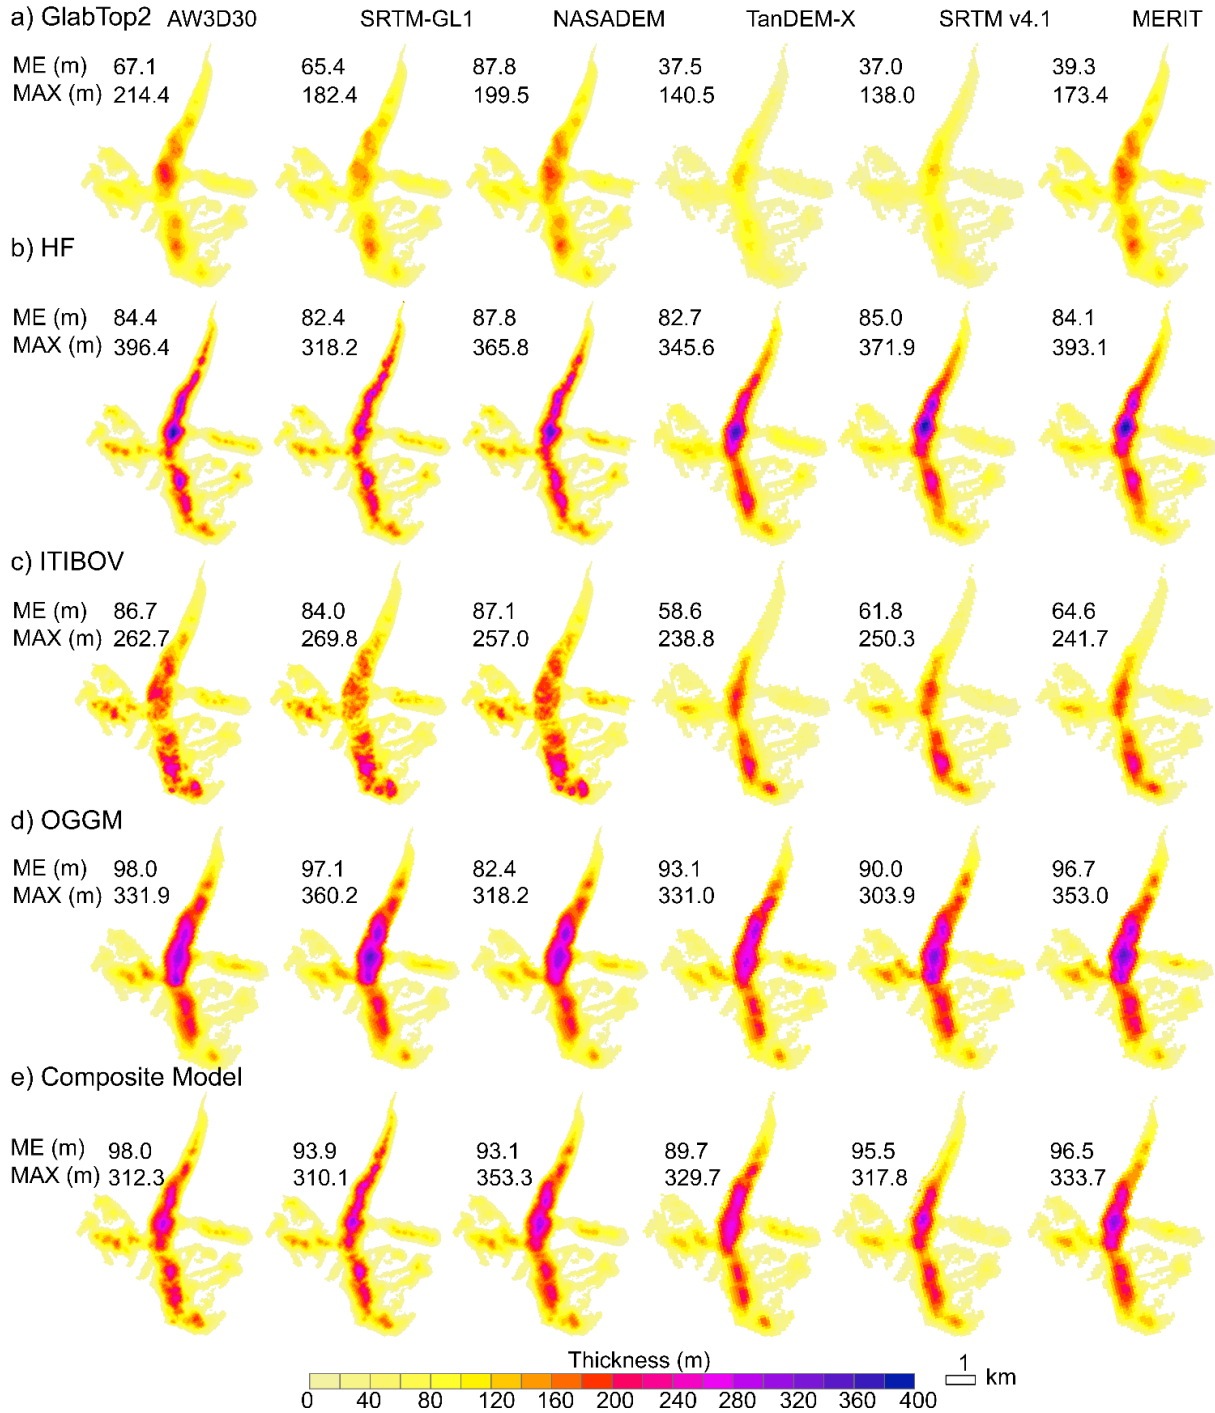 a) GlabTop2 AW3D30 SRTM-GL1 NASADEM TanDEM-X SRTM v4.1 MERIT
ME (m) 67.1 65.4 87.8 37.5 37.0 39.3
MAX (m) 214.4 182.4 199.5 140.5 138.0 173.4
b) HF
ME (m) 84.4 82.4 87.8 82.7 85.0 84.1
MAX (m) 396.4 318.2 365.8 345.6 371.9 393.1
c) ITIBOV
ME (m) 86.7 84.0 87.1 58.6 61.8 64.6
MAX (m) 262.7 269.8 257.0 238.8 250.3 241.7
d) OGGM
ME (m) 98.0 97.1 82.4 93.1 90.0 96.7
MAX (m) 331.9 360.2 318.2 331.0 303.9 353.0
e) Composite Model
ME (m) 98.0 93.9 93.1 89.7 95.5 96.5
MAX (m) 312.3 310.1 353.3 329.7 317.8 333.7
Thickness (m) 1
km
0 40 80 120 160 200 240 280 320 360 400